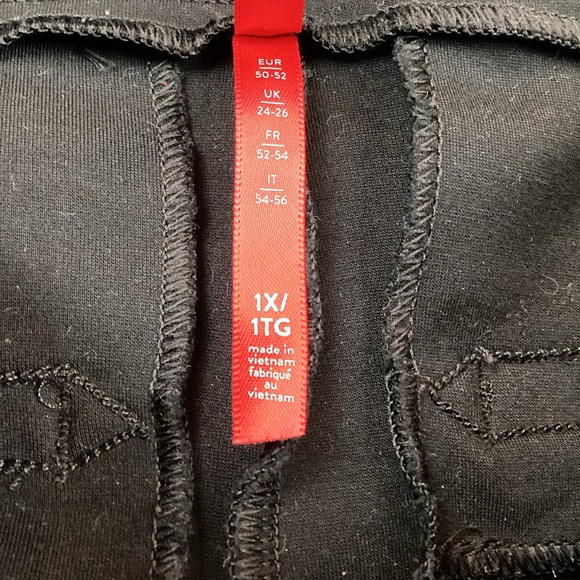 EUR
50-52
UK
24-26
FR
52-54
IT
54-56
1X/
1TG
made in
vietnam
fabriqué
au
vietnam